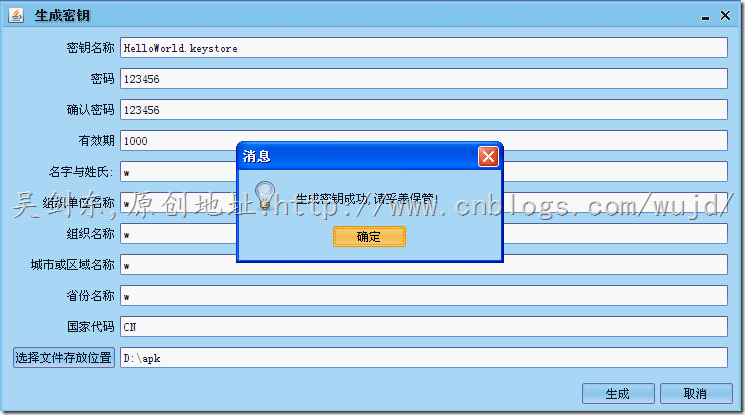 生成密钥
密钥名称 HelloWorld.keystore
密码 123456
确认密码 123456
有效期 1000
消息
名字与姓氏: w
生成密钥成功,请妥善保管!
吴剑东,原创地址:http://www.cnblogs.com/wujd/
组织单位名称 w
组织名称 w
确定
城市或区域名称 w
省份名称 w
国家代码 CN
选择文件存放位置 D:\apk
生成 取消